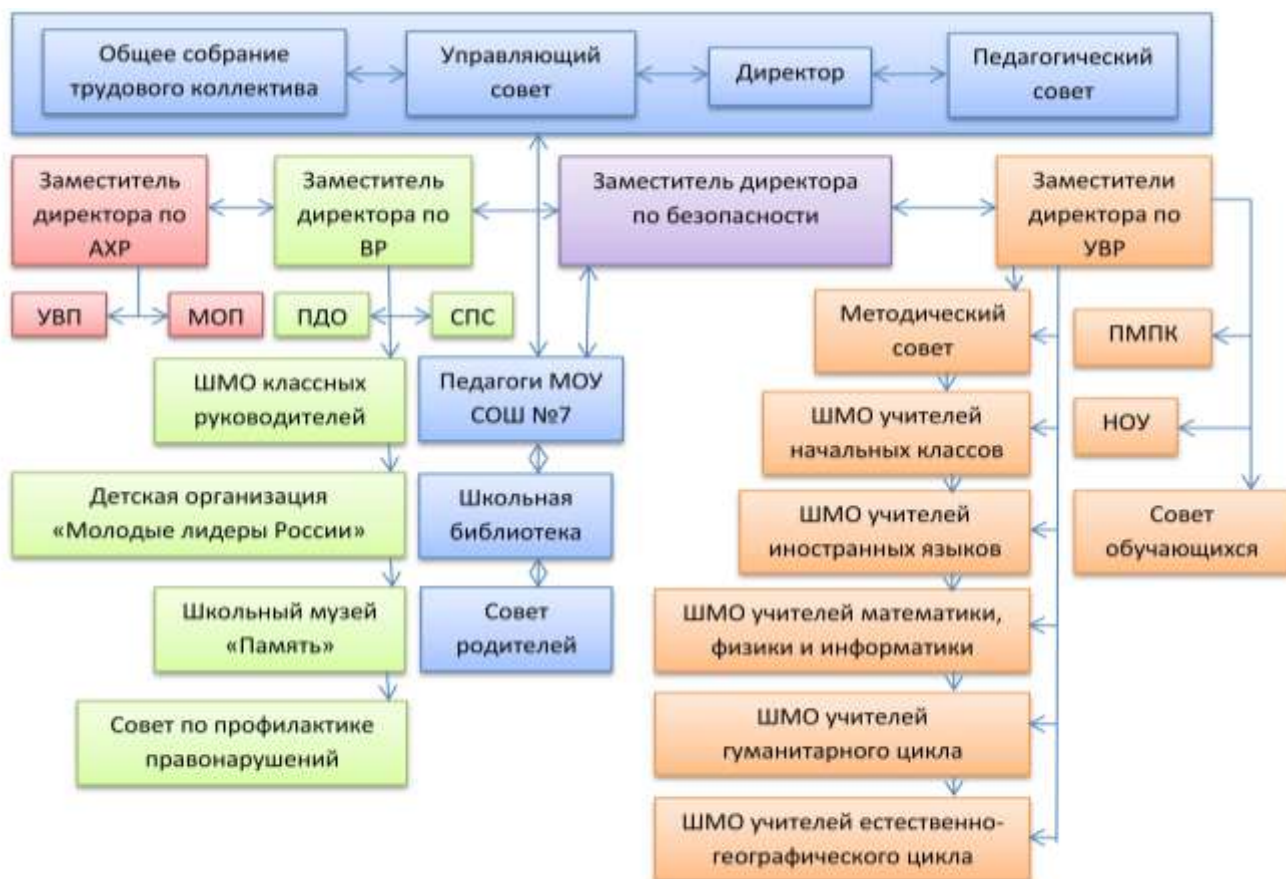 Общее собрание
трудового коллектива
Управляющий
совет
Директор
Педагогический
совет
Заместитель
директора по
АХР
Заместитель
директора по
ВР
Заместитель директора
по безопасности
Заместители
директора по
УВР
УВП
МОП
ПДО
СПС
Методический
совет
ПМПК
ШМО классных
руководителей
Педагоги МОУ
СОШ №7
ШМО учителей
начальных классов
НОУ
Детская организация
«Молодые лидеры России»
Школьная
библиотека
ШМО учителей
иностранных языков
Совет
обучающихся
Школьный музей
«Память»
Совет
родителей
ШМО учителей математики,
физики и информатики
Совет по профилактике
правонарушений
ШМО учителей
гуманитарного цикла
ШМО учителей естественно-
географического цикла